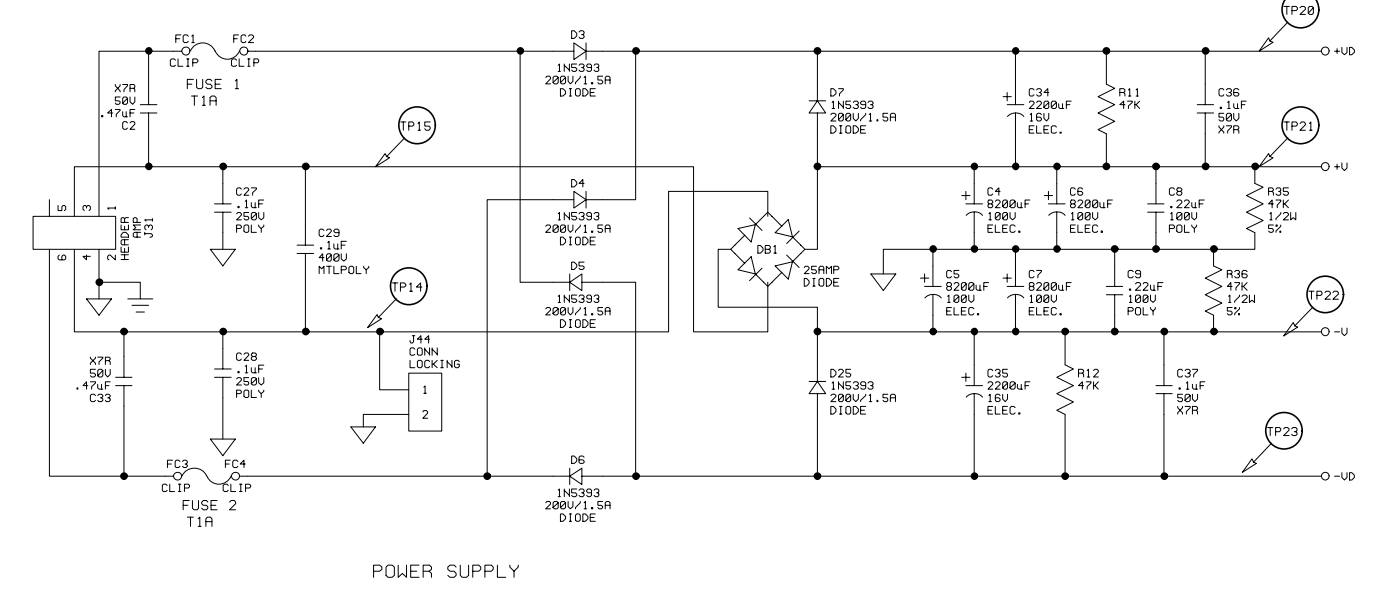 TP20
FC1
FC2
CLIP
CLIP
FUSE 1
T1A
D3
1N5393
200V/1.5A
DIODE
+VD
X7R
50V
.47uF
C2
TP15
D7
1N5393
200V/1.5A
DIODE
C34
2200uF
16V
ELEC.
R11
47K
C36
.1uF
50V
X7R
TP21
+V
5
3
1
6
4
2
HEADER
AMP
J31
C27
.1uF
250V
POLY
C29
.1uF
400V
MTLPOLY
D4
1N5393
200V/1.5A
DIODE
D5
1N5393
200V/1.5A
DIODE
DB1
25AMP
DIODE
C4
8200uF
100V
ELEC.
C6
8200uF
100V
ELEC.
C8
.22uF
100V
POLY
R35
47K
1/2W
5%
C5
8200uF
100V
ELEC.
C7
8200uF
100V
ELEC.
C9
.22uF
100V
POLY
R36
47K
1/2W
5%
TP14
TP22
-V
X7R
50V
.47uF
C33
C28
.1uF
250V
POLY
J44
CONN
LOCKING
1
2
D25
1N5393
200V/1.5A
DIODE
C35
2200uF
16V
ELEC.
R12
47K
C37
.1uF
50V
X7R
TP23
-VD
FC3
FC4
CLIP
CLIP
FUSE 2
T1A
D6
1N5393
200V/1.5A
DIODE
POWER SUPPLY